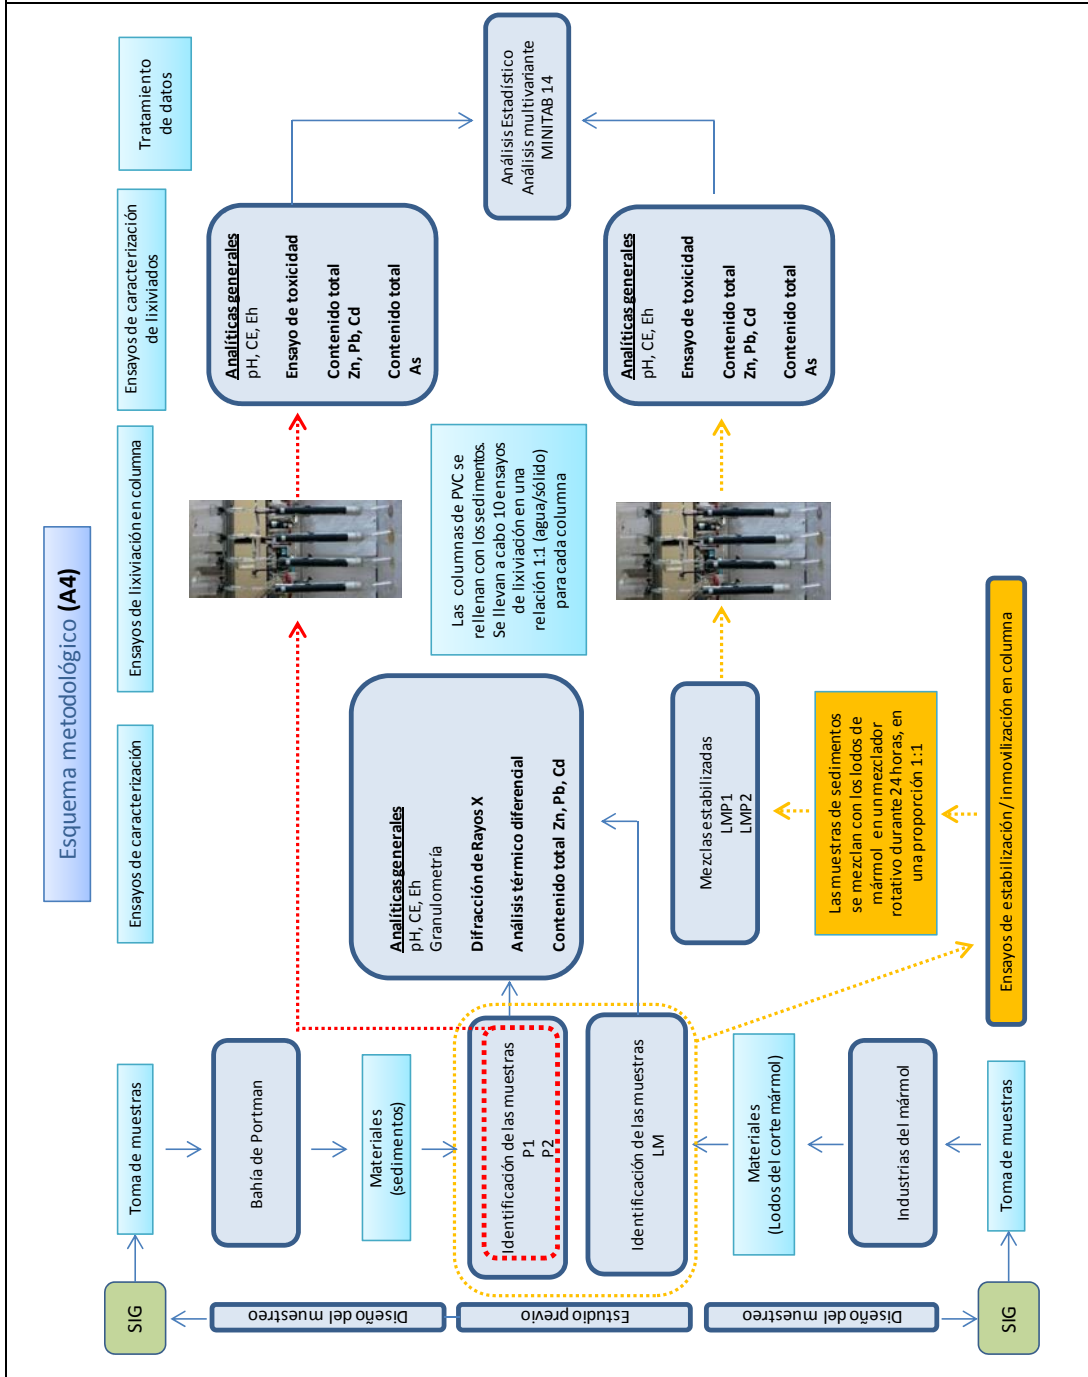 Esquema metodológico (A4)
Toma de muestras
Ensayos de caracterización
Ensayos de lixiviación en columna
Ensayos de caracterización
de lixiviados
Tratamiento
de datos
SIG
Diseño del muestreo
Estudio previo
Diseño del muestreo
SIG
Bahía de Portman
Materiales
(sedimentos)
Identificación de las muestras
P1
P2
Identificación de las muestras
LM
Materiales
(Lodos del corte mármol)
Industrias del mármol
Toma de muestras
Analíticas generales
pH, CE, Eh
Granulometría
Difracción de Rayos X
Análisis térmico diferencial
Contenido total Zn, Pb, Cd
Mezclas estabilizadas
LMP1
LMP2
Las muestras de sedimentos
se mezclan con los lodos de
mármol en un mezclador
rotativo durante 24 horas, en
una proporción 1:1
Ensayos de estabilización / inmovilización en columna
Las columnas de PVC se
rellenan con los sedimentos.
Se llevan a cabo 10 ensayos
de lixiviación en una
relación 1:1 (agua/sólido)
para cada columna
Analíticas generales
pH, CE, Eh
Ensayo de toxicidad
Contenido total
Zn, Pb, Cd
Contenido total
As
Analíticas generales
pH, CE, Eh
Ensayo de toxicidad
Contenido total
Zn, Pb, Cd
Contenido total
As
Análisis Estadístico
Análisis multivariante
MINITAB 14